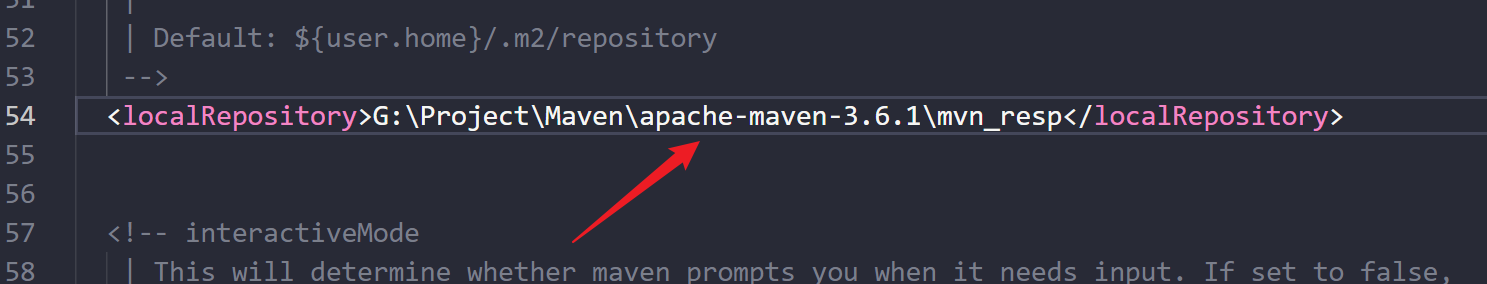 51 |
52 | Default: ${user.home}/.m2/repository
53 -->
54 <localRepository>G:\Project\Maven\apache-maven-3.6.1\mvn_resp</localRepository>
55
56
57 <!-- interactiveMode
58 | This will determine whether maven prompts you when it needs input. If set to false,